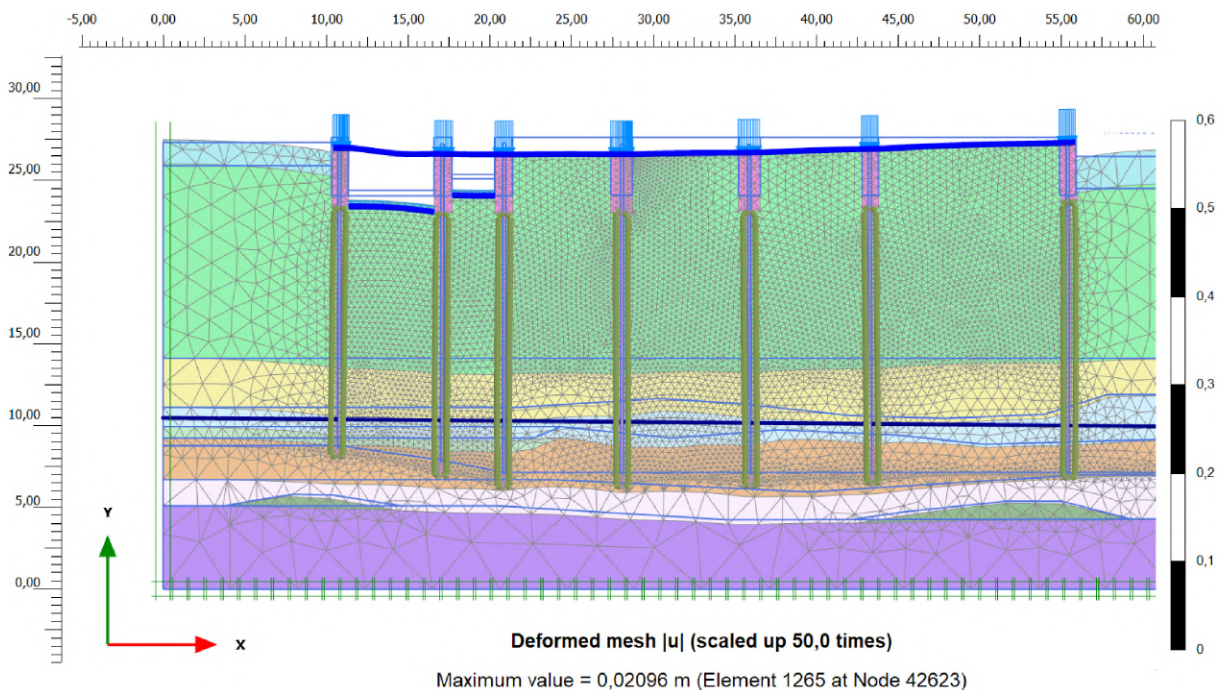 -5,00 0,00 5,00 10,00 15,00 20,00 25,00 30,00 35,00 40,00 45,00 50,00 55,00 60,00
30,00
25,00
20,00
15,00
10,00
5,00
0,00
0,6
0,5
0,4
0,3
0,2
0,1
0
Y
X
Deformed mesh |u| (scaled up 50,0 times)
Maximum value = 0,02096 m (Element 1265 at Node 42623)